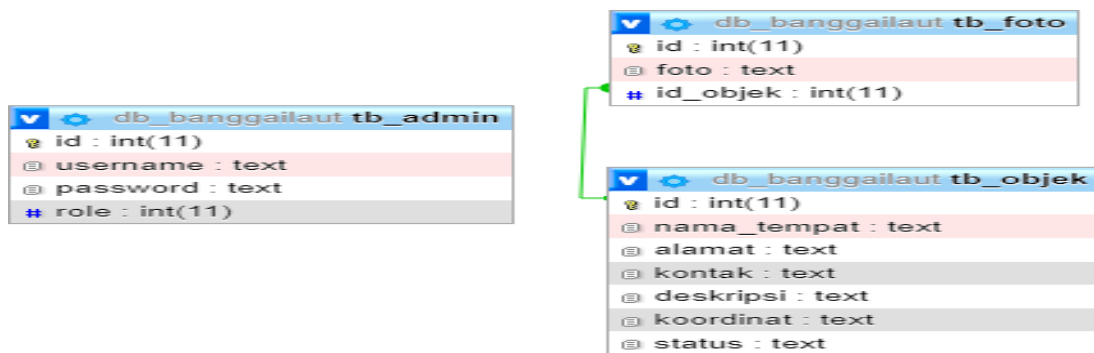 db_banggailaut tb_foto
id : int(11)
foto : text
id_objek : int(11)
db_banggailaut tb_admin
id : int(11)
username : text
password : text
role : int(11)
db_banggailaut tb_objek
id : int(11)
nama_tempat : text
alamat : text
kontak : text
deskripsi : text
koordinat : text
status : text